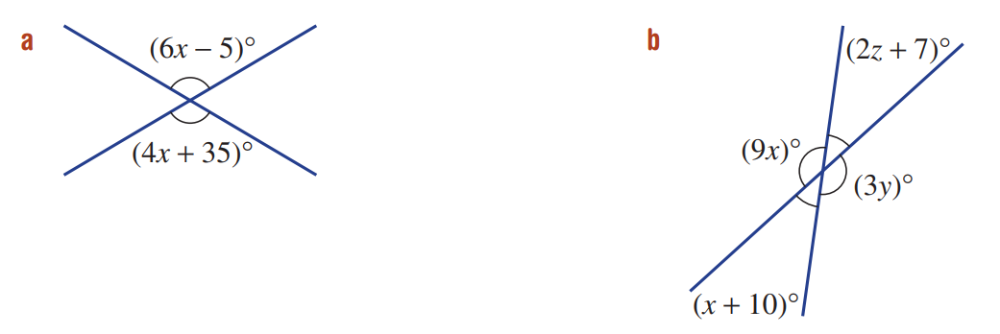 a
(6x – 5)°
(4x + 35)°
b
(2z + 7)°
(9x)°
(3y)°
(x + 10)°